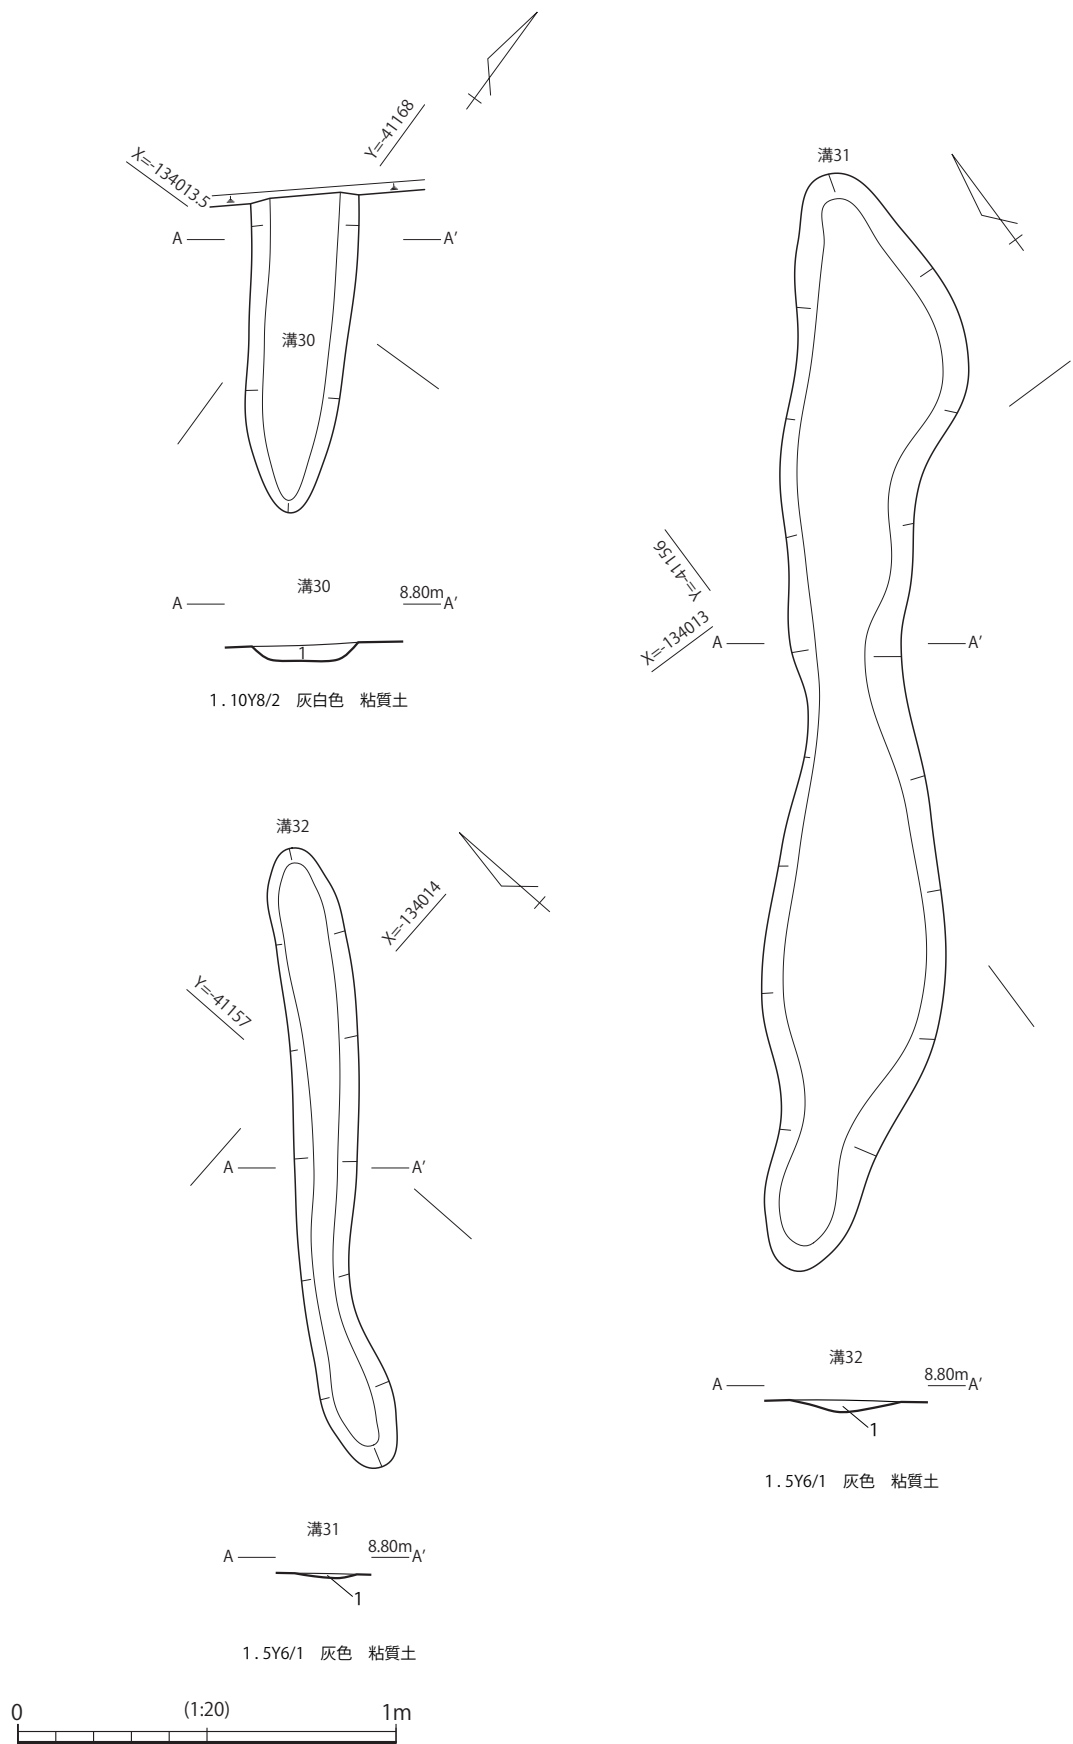 Y=-41168
X=-134013.5
A A′
溝30
溝30
8.80m
A A′
1
1 . 10Y8/2　灰白色　粘質土
溝31
Y=-41156
X=-134013
A A′
溝32
X=-134014
Y=-41157
A A′
溝32
8.80m
A A′
1
1 . 5Y6/1　灰色　粘質土
溝31
8.80m
A A′
1
1 . 5Y6/1　灰色　粘質土
0 (1:20) 1m